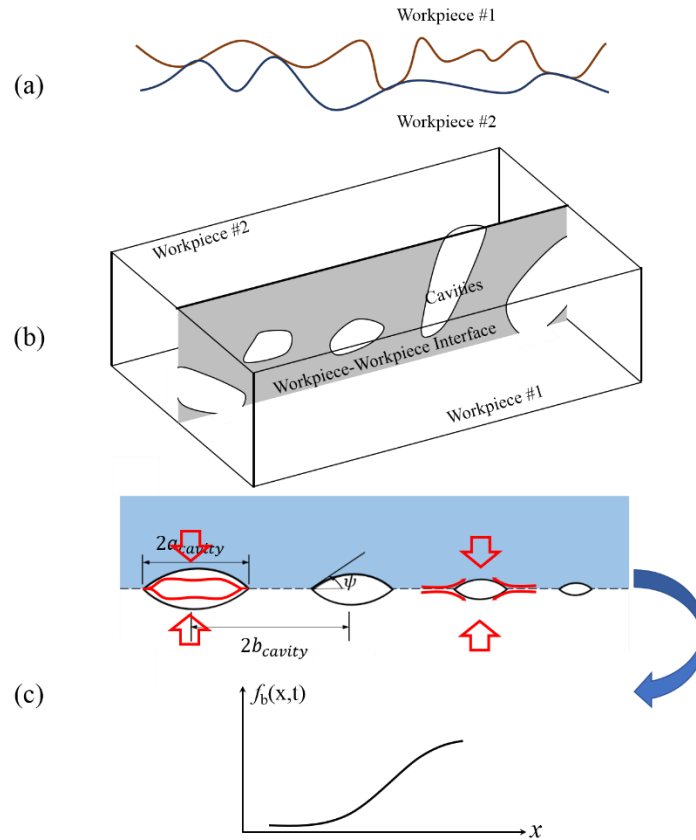 Workpiece #1
(a)
Workpiece #2
Workpiece #2
Cavities
(b)
Workpiece-Workpiece Interface
Workpiece #1
2a_cavity
ψ
2b_cavity
(c)
f_b(x,t)
x